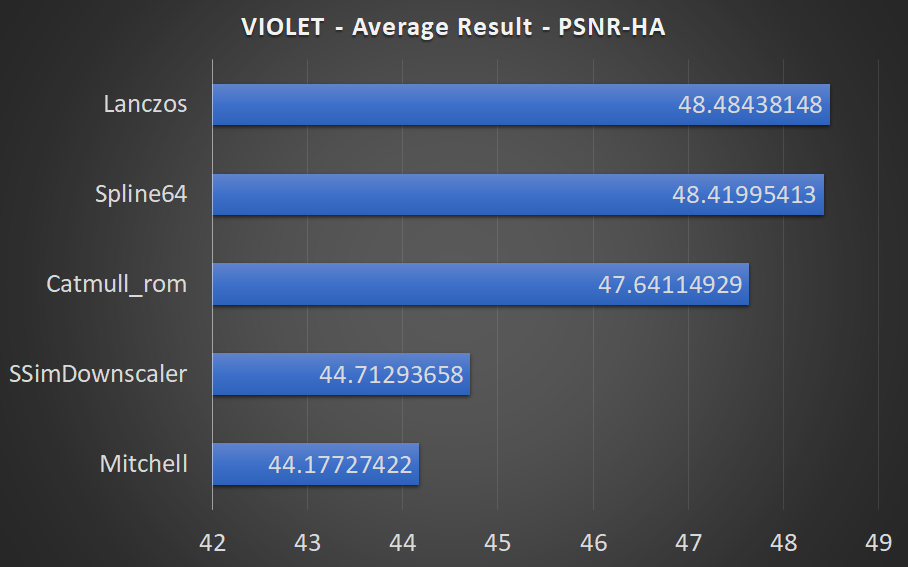 VIOLET - Average Result - PSNR-HA
Lanczos 48.48438148
Spline64 48.41995413
Catmull_rom 47.64114929
SSimDownscaler 44.71293658
Mitchell 44.17727422
42 43 44 45 46 47 48 49